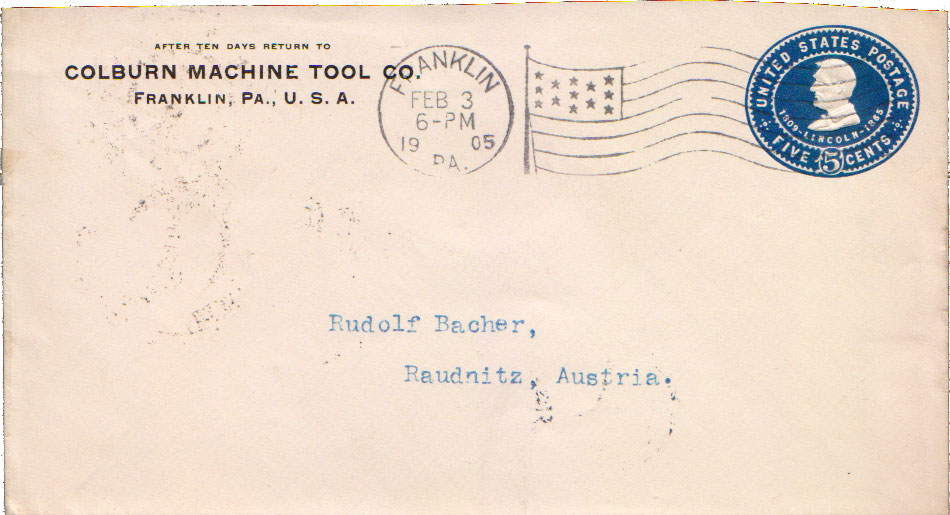 AFTER TEN DAYS RETURN TO
COLBURN MACHINE TOOL CO.
FRANKLIN, PA., U. S. A.
FRANKLIN
FEB 3
6-PM
19 05
PA.
UNITED STATES POSTAGE
1809-LINCOLN-1865
FIVE 5 CENTS
Rudolf Bacher,
Raudnitz, Austria.